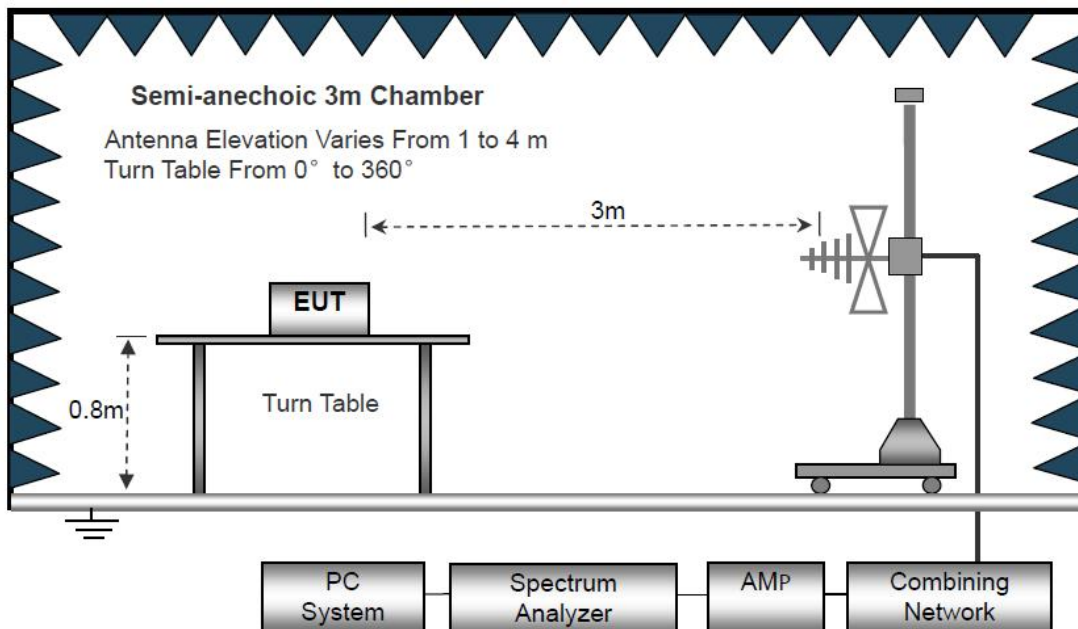 Semi-anechoic 3m Chamber
Antenna Elevation Varies From 1 to 4 m
Turn Table From 0° to 360°
3m
EUT
0.8m
Turn Table
PC
System
Spectrum
Analyzer
AMP
Combining
Network